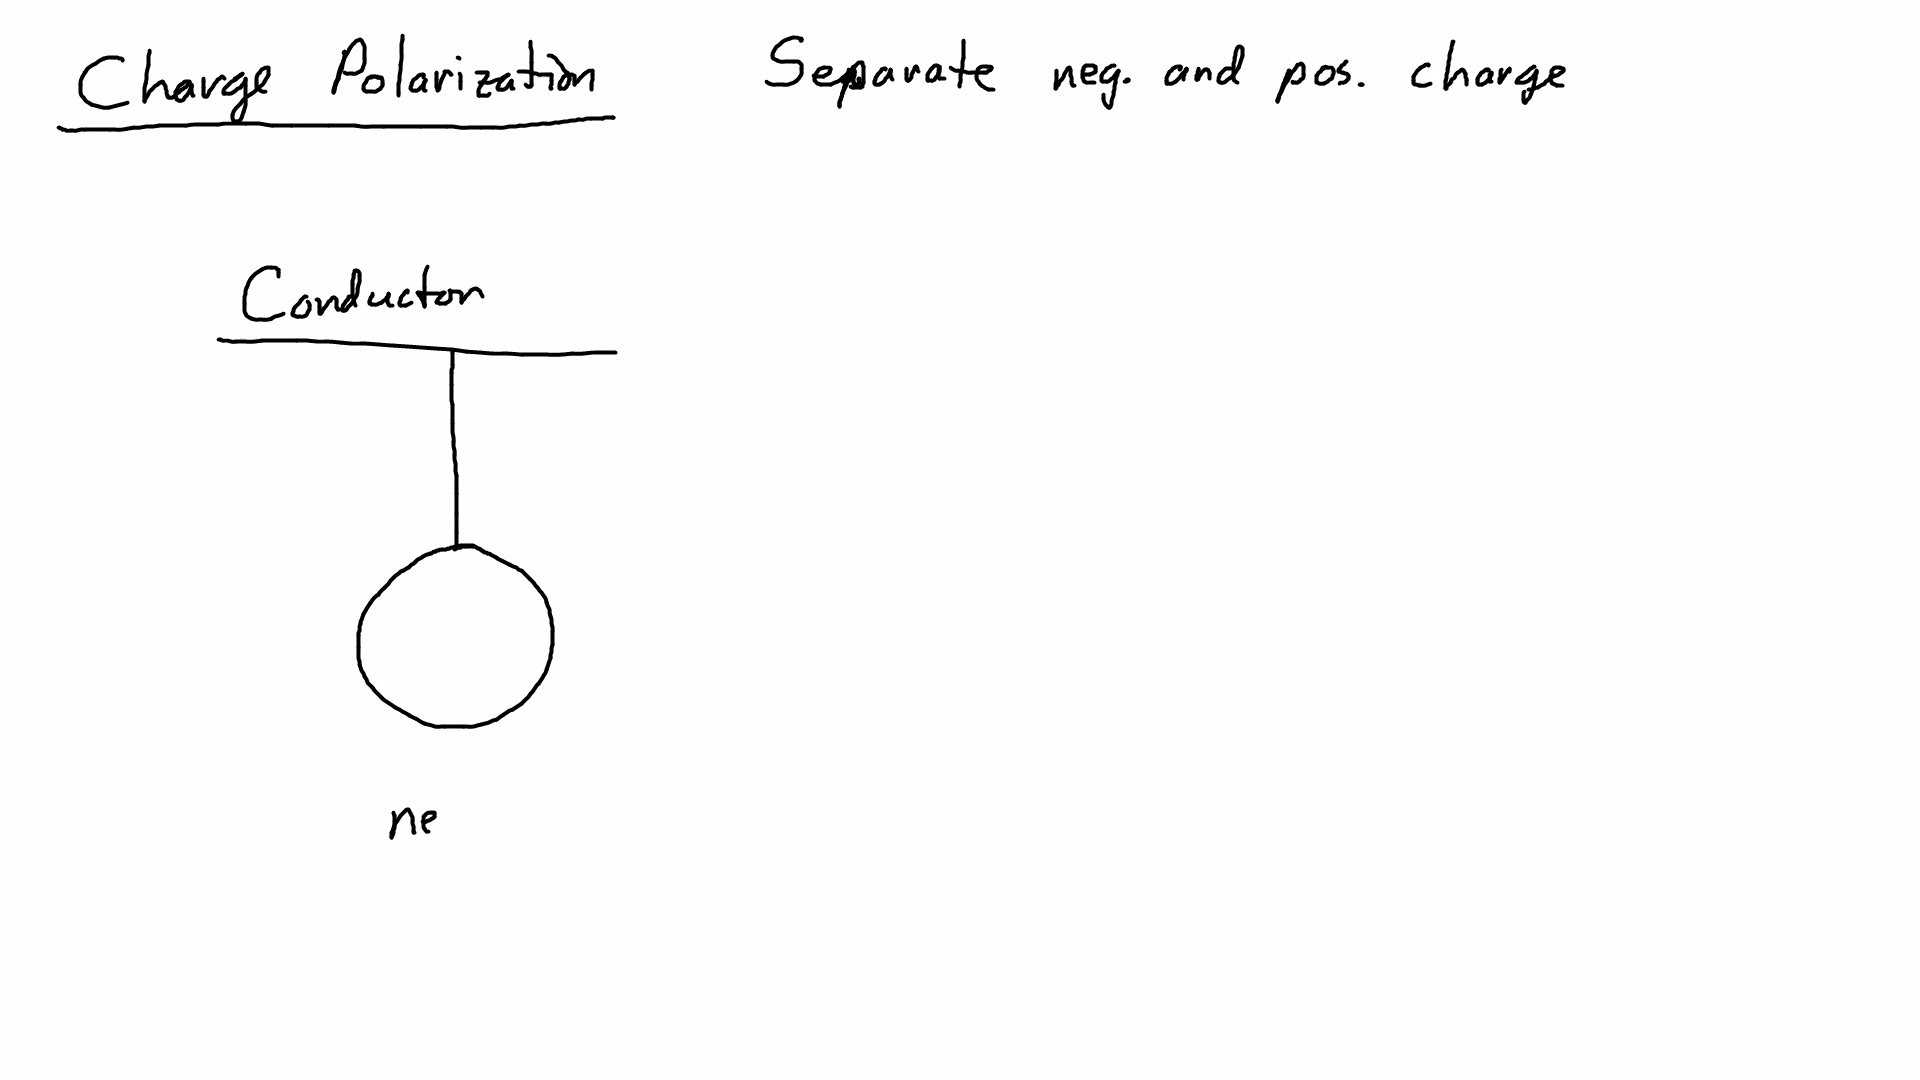 Charge Polarization Separate neg. and pos. charge
Conductor
ne